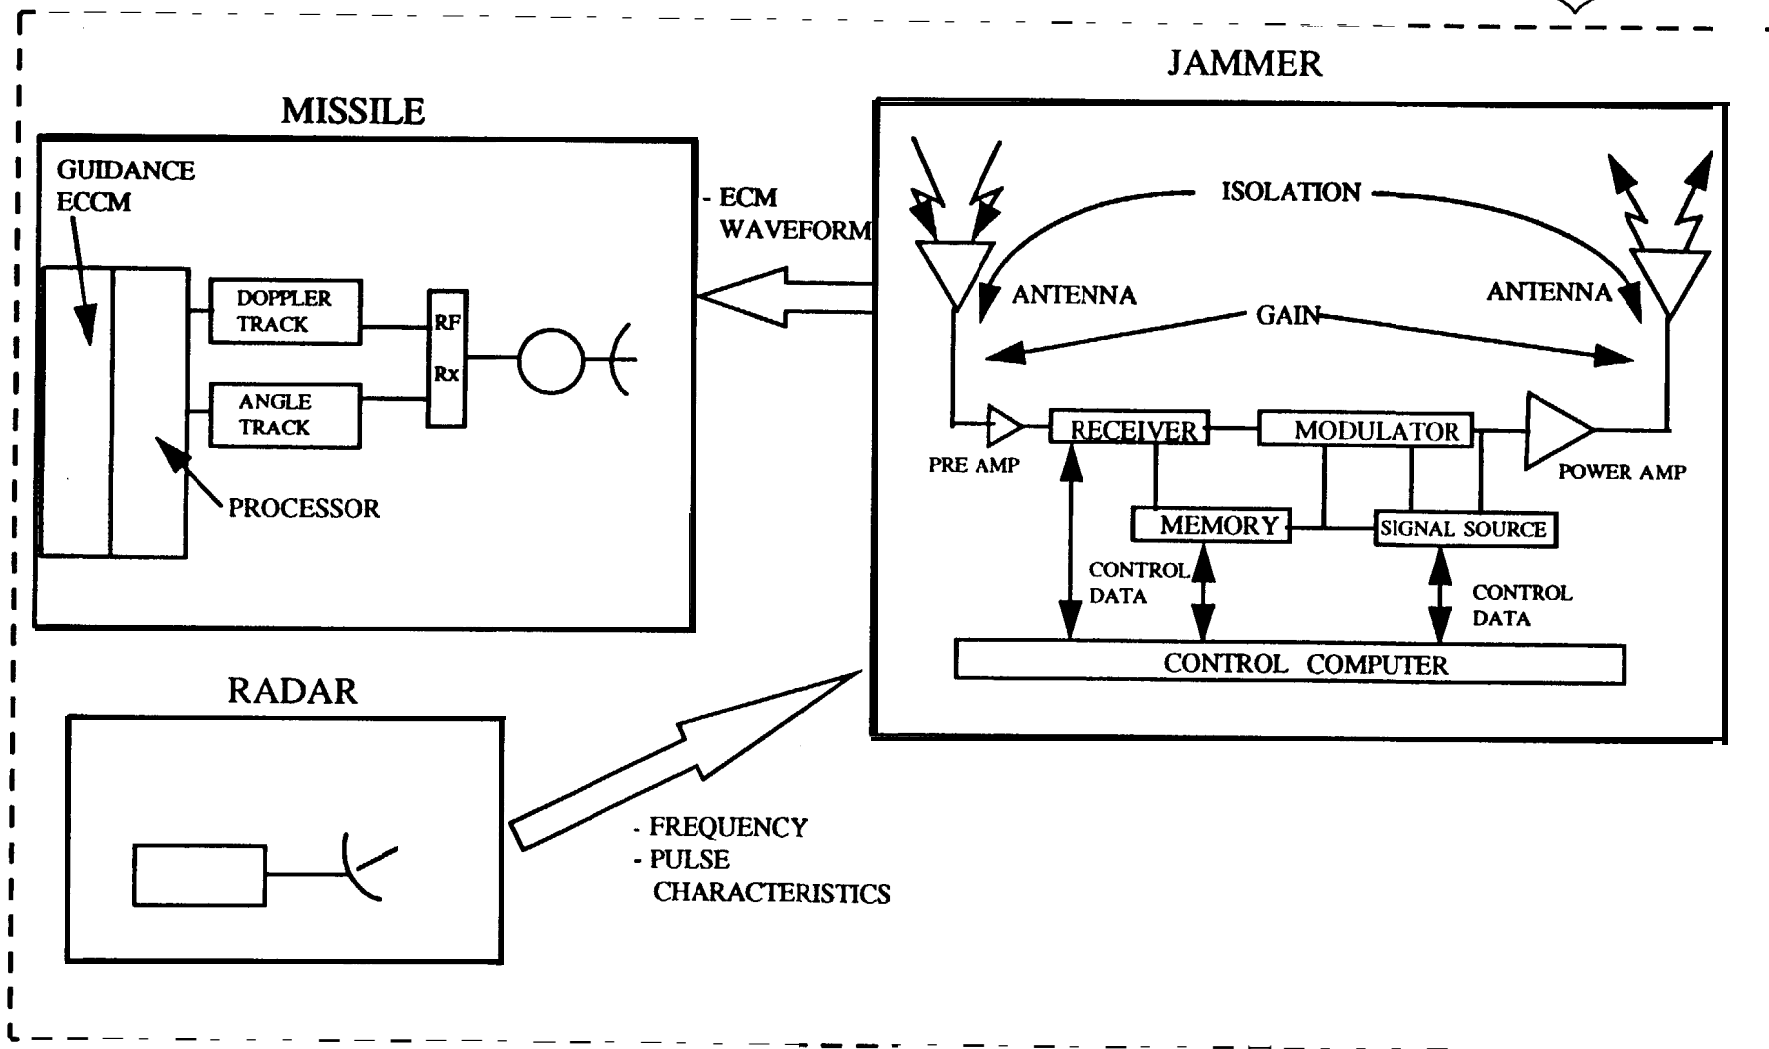 JAMMER
MISSILE
GUIDANCE
ECCM
DOPPLER
TRACK
RF
Rx
ANGLE
TRACK
PROCESSOR
- ECM
WAVEFORM
ISOLATION
ANTENNA
ANTENNA
GAIN
RECEIVER
MODULATOR
PRE AMP
POWER AMP
MEMORY
SIGNAL SOURCE
CONTROL
DATA
CONTROL
DATA
CONTROL COMPUTER
RADAR
- FREQUENCY
- PULSE
CHARACTERISTICS